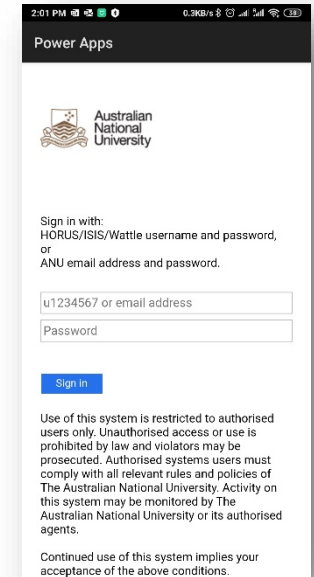 2:01 PM 0.3KB/s 38
Power Apps
Australian
National
University
Sign in with:
HORUS/ISIS/Wattle username and password,
or
ANU email address and password.
u1234567 or email address
Password
Sign in
Use of this system is restricted to authorised
users only. Unauthorised access or use is
prohibited by law and violators may be
prosecuted. Authorised systems users must
comply with all relevant rules and policies of
The Australian National University. Activity on
this system may be monitored by The
Australian National University or its authorised
agents.
Continued use of this system implies your
acceptance of the above conditions.